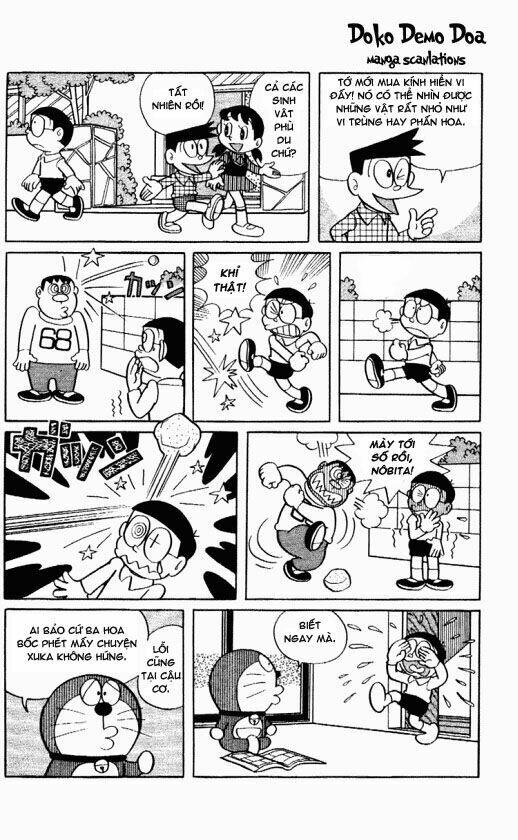 DOKO DEMO DOA
MANGA SCANLATIONS
TỚ MỚI MUA KÍNH HIỂN VI
ĐẤY! NÓ CÓ THỂ NHÌN ĐƯỢC
NHỮNG VẬT RẤT NHỎ NHƯ
VI TRÙNG HAY PHẤN HOA.
CẢ CÁC
SINH
VẬT
PHÙ
DU
CHỨ?
TẤT
NHIÊN RỒI!
KHỈ
THẬT!
カッン
68
MÀY TỚI
SỐ RỒI,
NÔBITA!
BIẾT
NGAY MÀ.
LỖI
CŨNG
TẠI CẬU
CƠ.
AI BẢO CỨ BA HOA
BỐC PHÉT MẤY CHUYỆN
XUKA KHÔNG HỨNG.